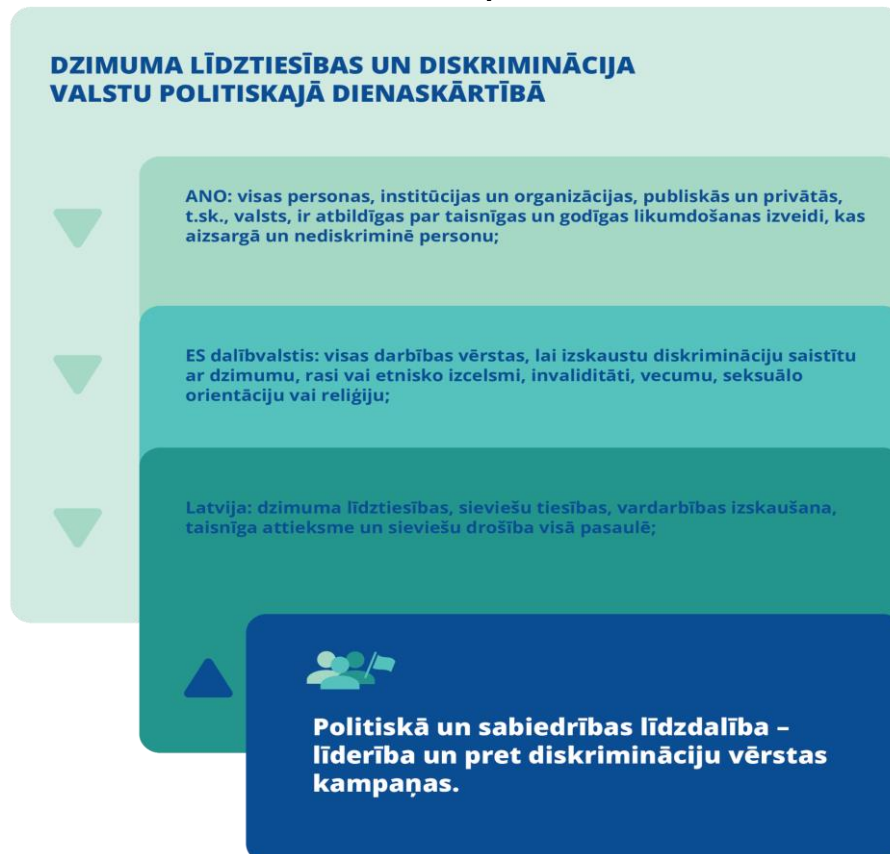 DZIMUMA LĪDZTIESĪBAS UN DISKRIMINĀCIJA
VALSTU POLITISKAJĀ DIENASKĀRTĪBĀ
ANO: visas personas, institūcijas un organizācijas, publiskās un privātās,
t.sk., valsts, ir atbildīgas par taisnīgas un godīgas likumdošanas izveidi, kas
aizsargā un nediskriminē personu;
ES dalībvalstis: visas darbības vērstas, lai izskaustu diskrimināciju saistītu
ar dzimumu, rasi vai etnisko izcelsmi, invaliditāti, vecumu, seksuālo
orientāciju vai reliģiju;
Latvija: dzimuma līdztiesības, sieviešu tiesības, vardarbības izskaušana,
taisnīga attieksme un sieviešu drošība visā pasaulē;
Politiskā un sabiedrības līdzdalība –
līderība un pret diskrimināciju vērstas
kampaņas.